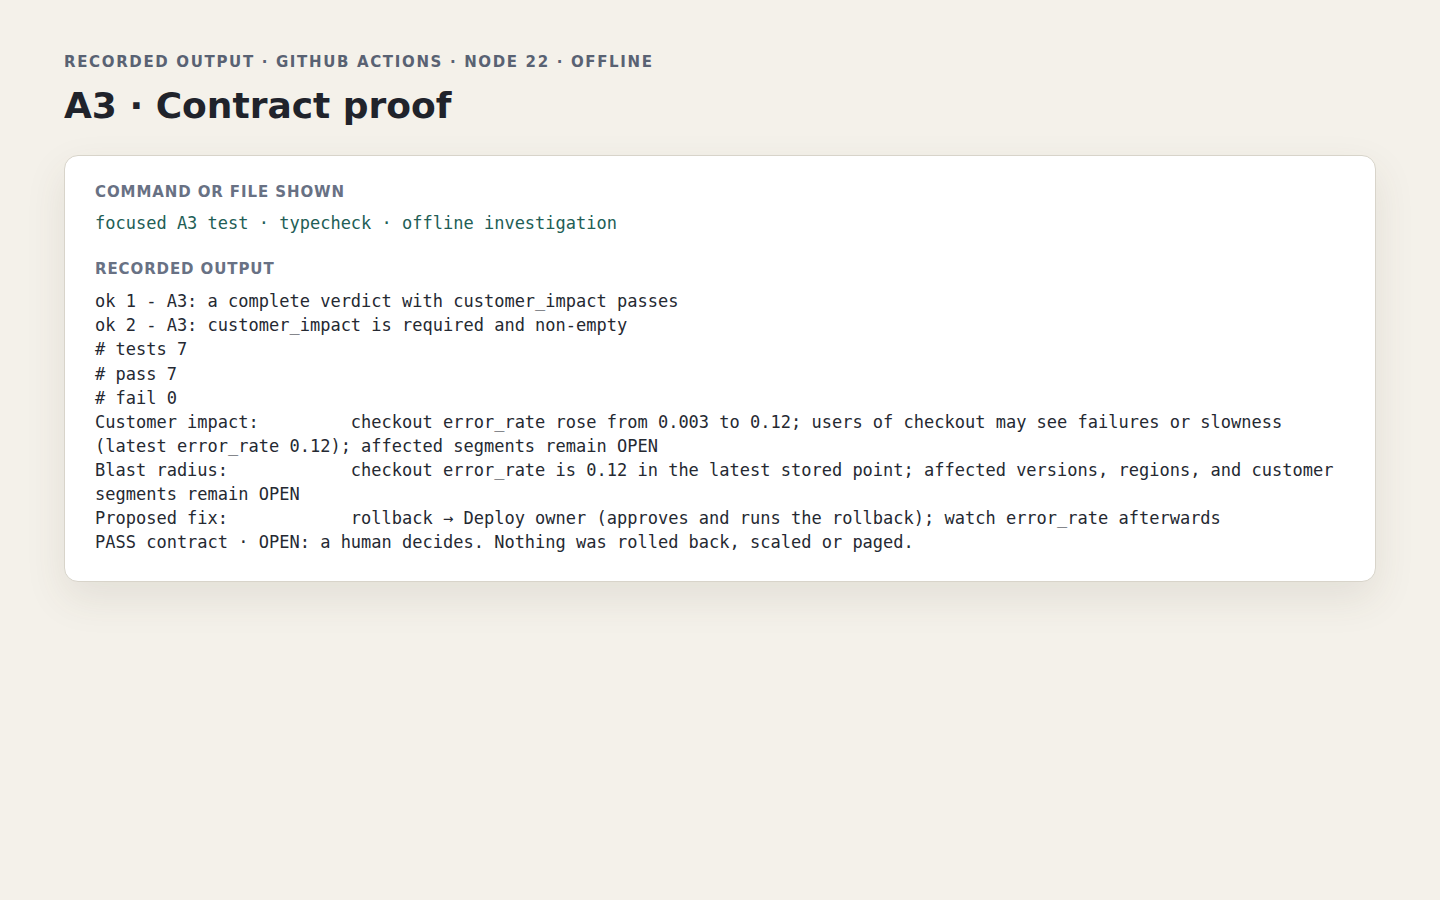 RECORDED OUTPUT · GITHUB ACTIONS · NODE 22 · OFFLINE
A3 · Contract proof
COMMAND OR FILE SHOWN
focused A3 test · typecheck · offline investigation
RECORDED OUTPUT
ok 1 - A3: a complete verdict with customer_impact passes
ok 2 - A3: customer_impact is required and non-empty
# tests 7
# pass 7
# fail 0
Customer impact:         checkout error_rate rose from 0.003 to 0.12; users of checkout may see failures or slowness
(latest error_rate 0.12); affected segments remain OPEN
Blast radius:            checkout error_rate is 0.12 in the latest stored point; affected versions, regions, and customer
segments remain OPEN
Proposed fix:            rollback → Deploy owner (approves and runs the rollback); watch error_rate afterwards
PASS contract · OPEN: a human decides. Nothing was rolled back, scaled or paged.